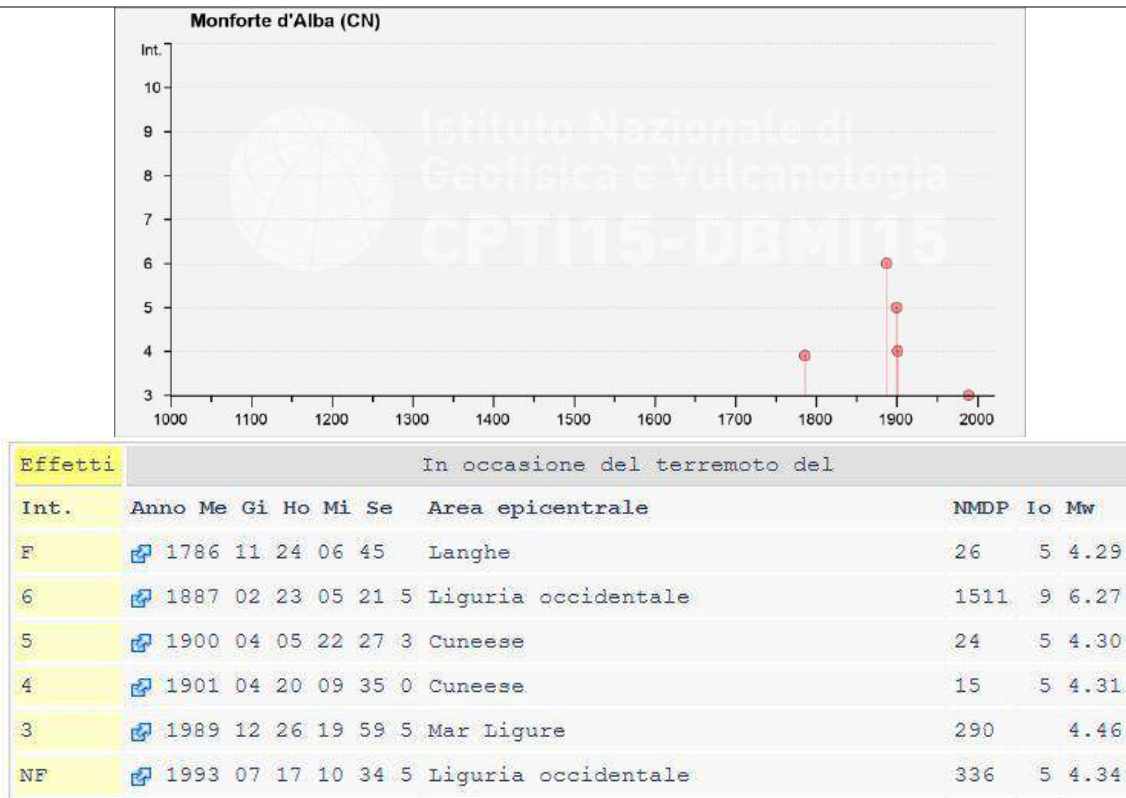 Monforte d'Alba (CN)
Int.
10
9
8
7
6
5
4
3
Istituto Nazionale di
Geofisica e Vulcanologia
CPTI15-DBMI15
1000 1100 1200 1300 1400 1500 1600 1700 1800 1900 2000
Effetti In occasione del terremoto del
Int. Anno Me Gi Ho Mi Se Area epicentrale NMDP Io Mw
F 1786 11 24 06 45 Langhe 26 5 4.29
6 1887 02 23 05 21 5 Liguria occidentale 1511 9 6.27
5 1900 04 05 22 27 3 Cuneese 24 5 4.30
4 1901 04 20 09 35 0 Cuneese 15 5 4.31
3 1989 12 26 19 59 5 Mar Ligure 290 4.46
NF 1993 07 17 10 34 5 Liguria occidentale 336 5 4.34